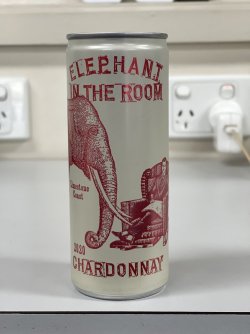 ELEPHANT
IN THE ROOM
Limestone
Coast
2020
CHARDONNAY